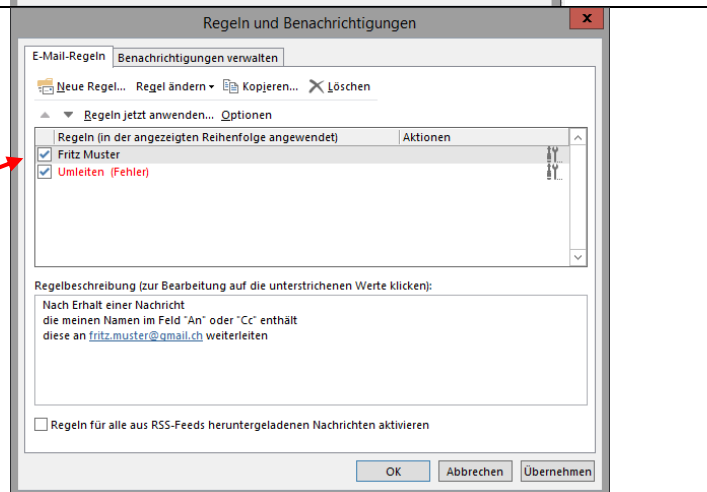 Regeln und Benachrichtigungen
x
E-Mail-Regeln Benachrichtigungen verwalten
Neue Regel... Regel ändern Kopieren... Löschen
Regeln jetzt anwenden... Optionen
Regeln (in der angezeigten Reihenfolge angewendet) Aktionen
Fritz Muster
Umleiten (Fehler)
Regelbeschreibung (zur Bearbeitung auf die unterstrichenen Werte klicken):
Nach Erhalt einer Nachricht
die meinen Namen im Feld "An" oder "Cc" enthält
diese an fritz.muster@gmail.ch weiterleiten
Regeln für alle aus RSS-Feeds heruntergeladenen Nachrichten aktivieren
OK Abbrechen Übernehmen